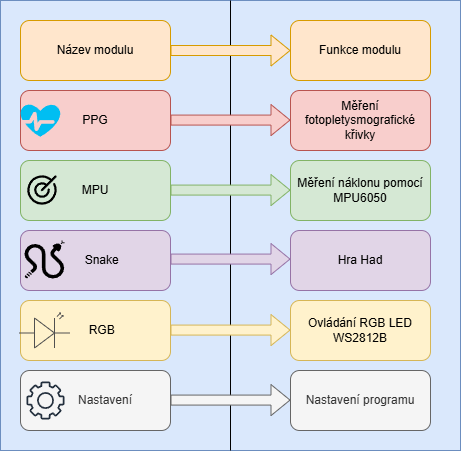 Název modulu
Funkce modulu
PPG
Měření
fotopletysmografické
křivky
MPU
Měření náklonu pomocí
MPU6050
Snake
Hra Had
RGB
Ovládání RGB LED
WS2812B
Nastavení
Nastavení programu